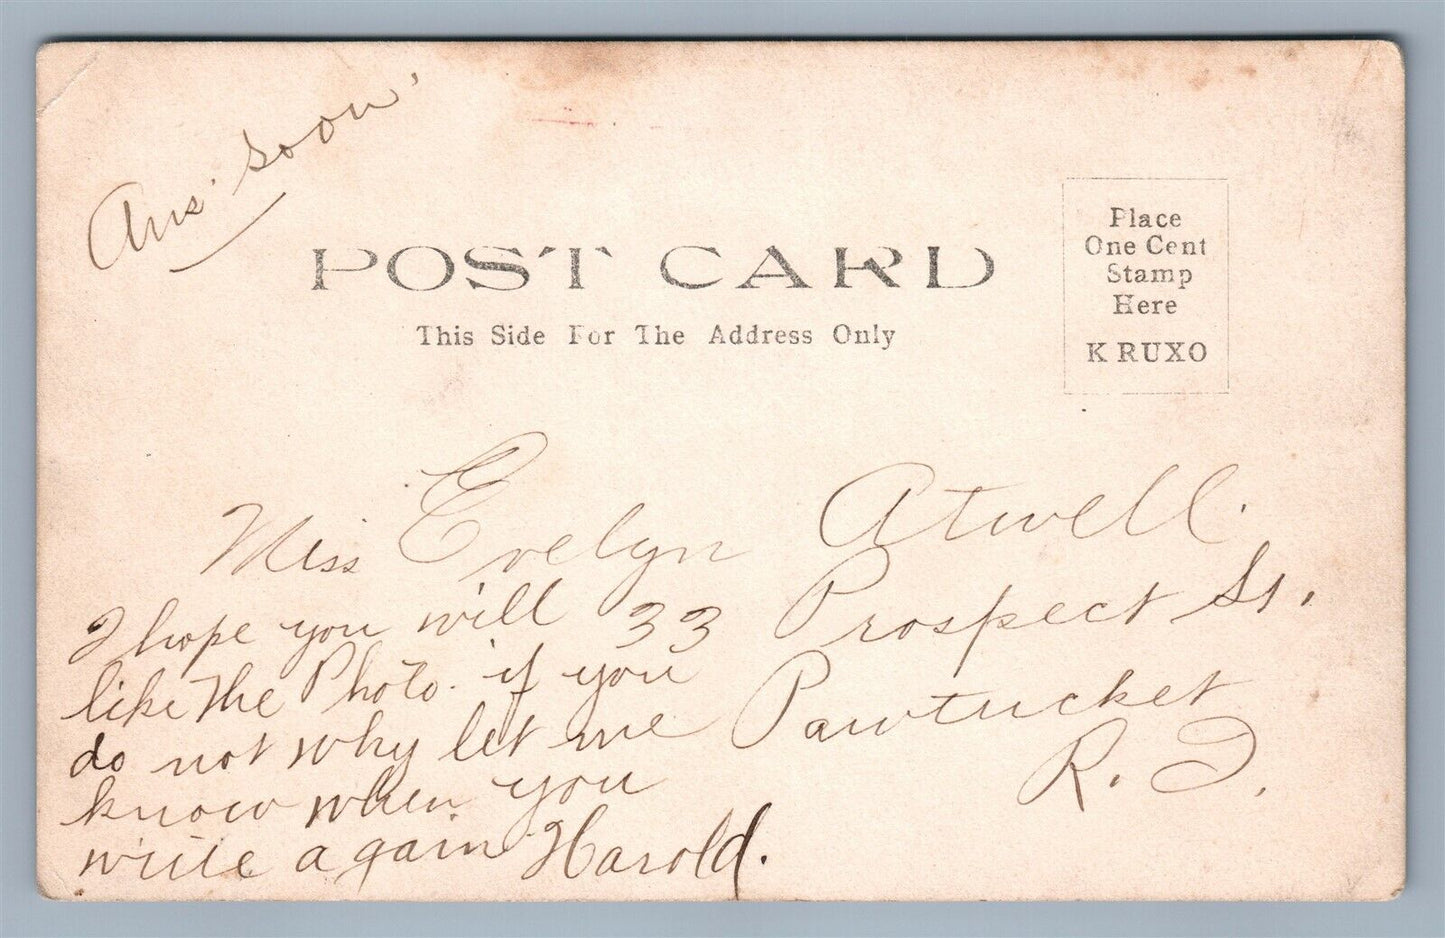 Ans. Soon.
POST CARD
This Side For The Address Only
Place
One Cent
Stamp
Here
KRUXO
Miss Evelyn Atwell.
33 Prospect St.
Pawtucket
R. I.
I hope you will
like the Photo. if you
do not why let me
know when you
write again Harold.